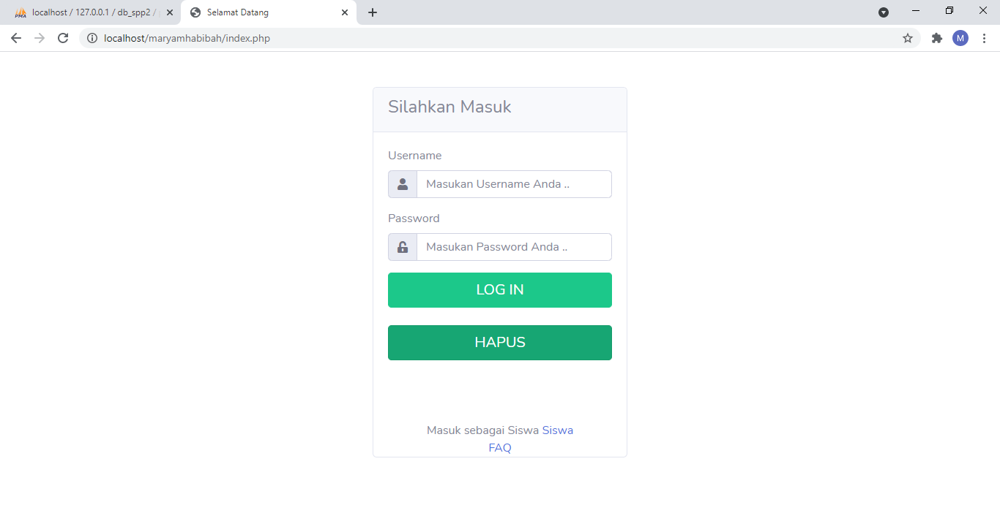 localhost / 127.0.0.1 / db_spp2 /
Selamat Datang
localhost/maryamhabibah/index.php
M
Silahkan Masuk
Username
Masukan Username Anda ..
Password
Masukan Password Anda ..
LOG IN
HAPUS
Masuk sebagai Siswa Siswa
FAQ